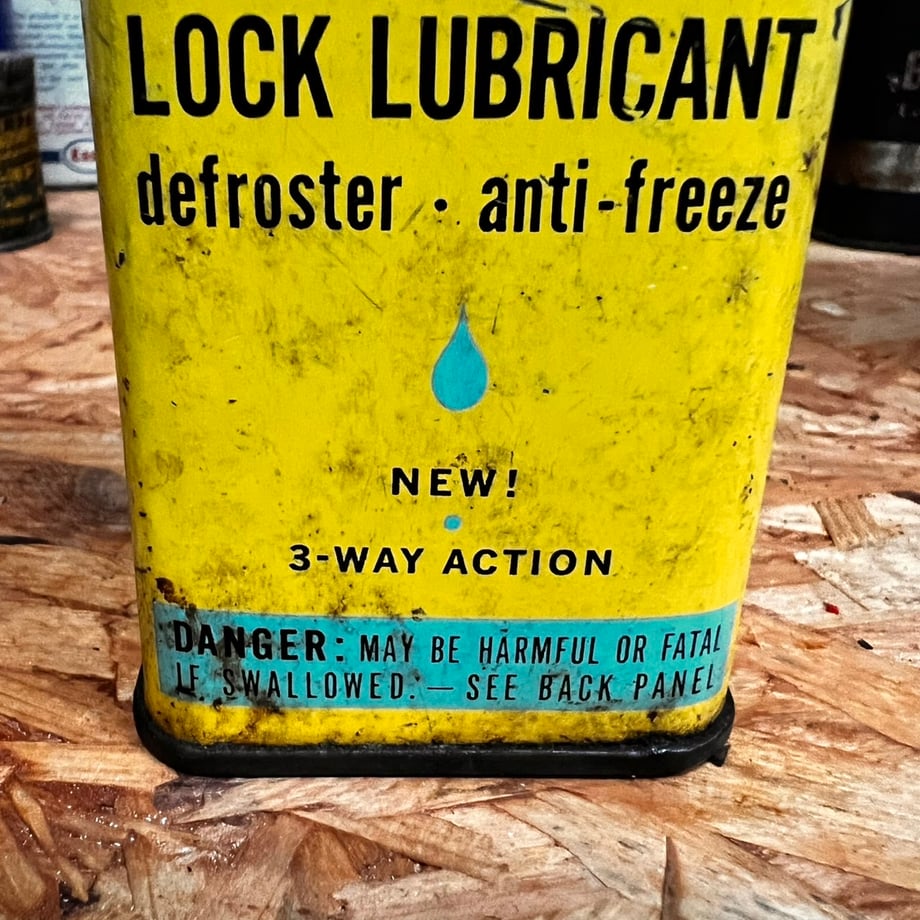 LOCK LUBRICANT
defroster · anti-freeze
NEW!
3-WAY ACTION
DANGER: MAY BE HARMFUL OR FATAL
IF SWALLOWED. — SEE BACK PANEL